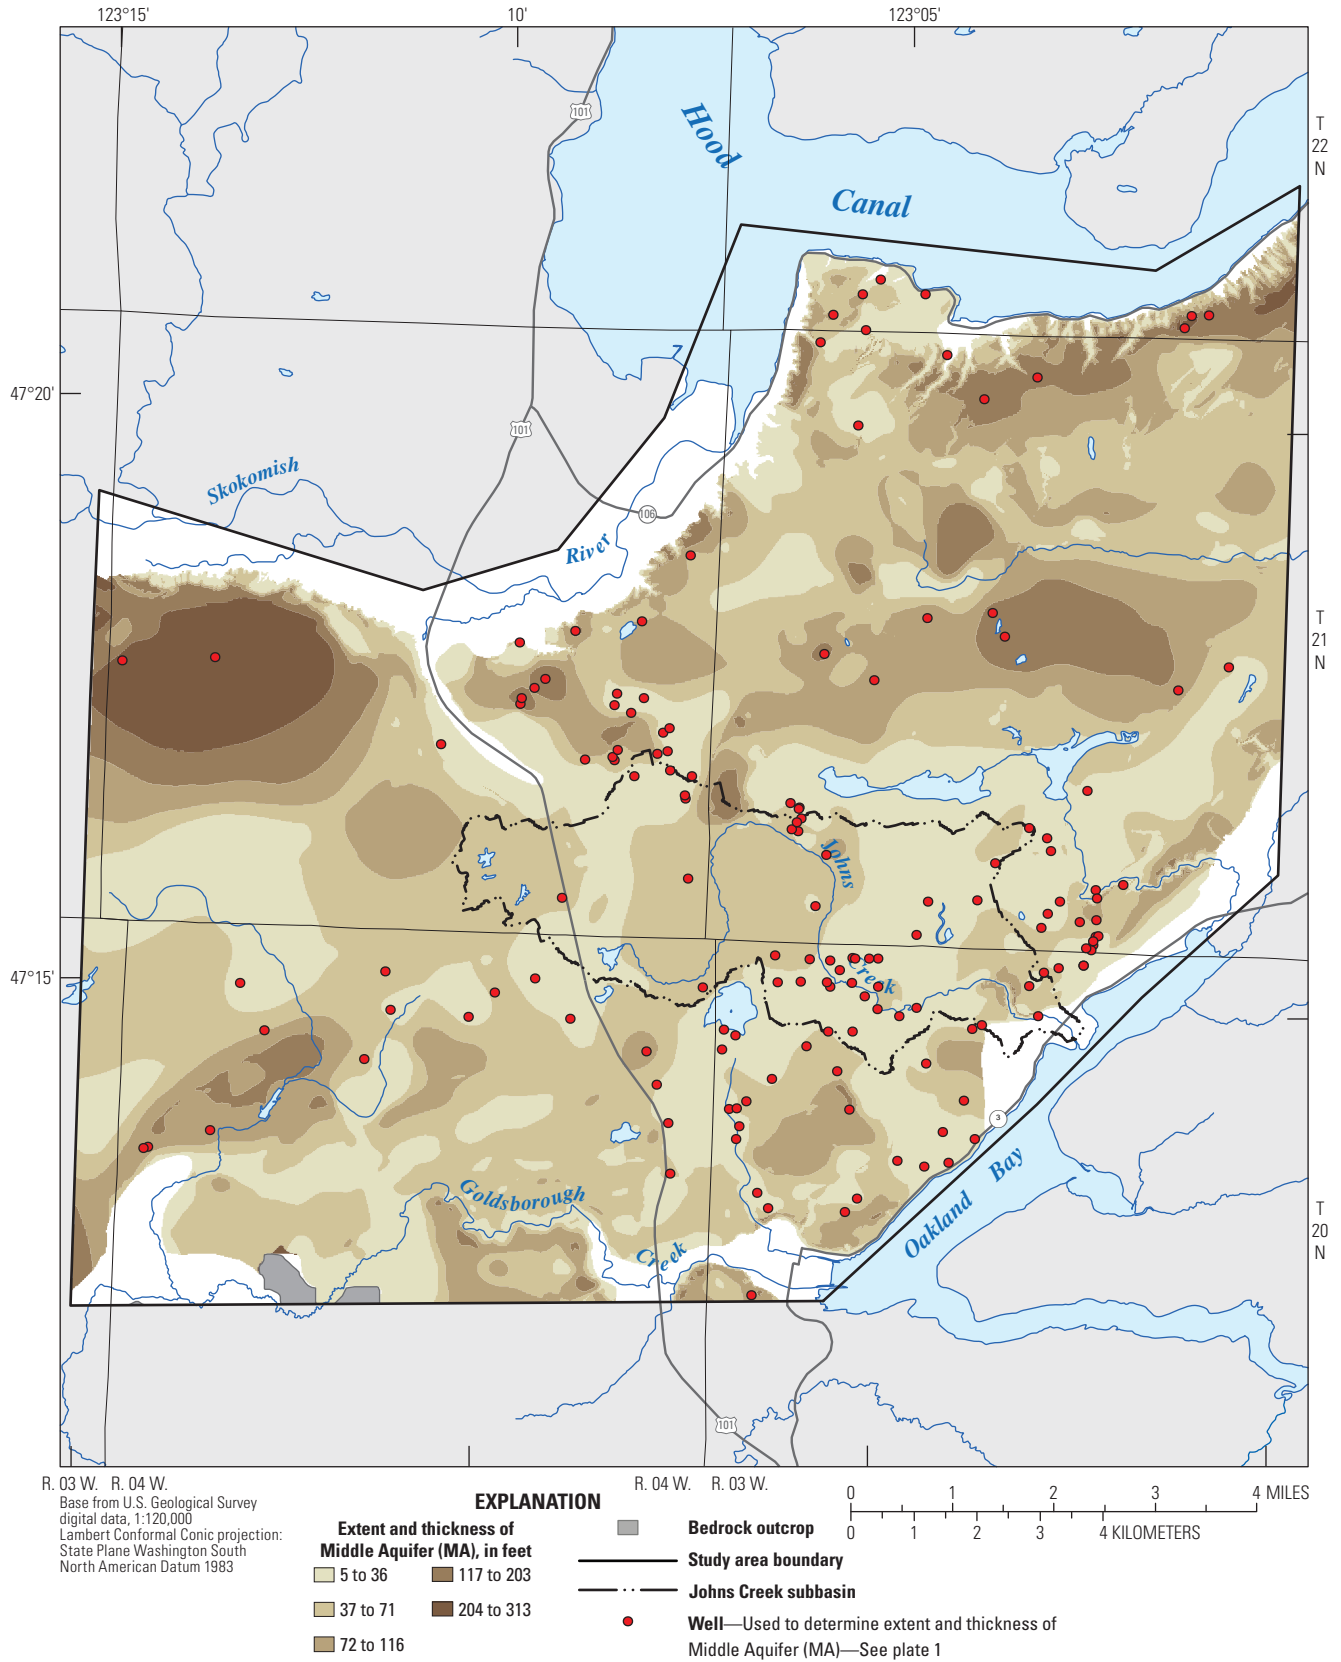 123°15'
10'
123°05'
101
Hood
Canal
T
22
N
47°20'
101
Skokomish
106
River
T
21
N
Johns
Creek
47°15'
3
Oakland Bay
Goldsborough
Creek
T
20
N
101
R. 03 W. R. 04 W.
R. 04 W. R. 03 W.
Base from U.S. Geological Survey
digital data, 1:120,000
Lambert Conformal Conic projection:
State Plane Washington South
North American Datum 1983
EXPLANATION
Extent and thickness of
Middle Aquifer (MA), in feet
5 to 36
37 to 71
72 to 116
117 to 203
204 to 313
Bedrock outcrop
Study area boundary
Johns Creek subbasin
Well—Used to determine extent and thickness of
Middle Aquifer (MA)—See plate 1
0 1 2 3 4 MILES
0 1 2 3 4 KILOMETERS